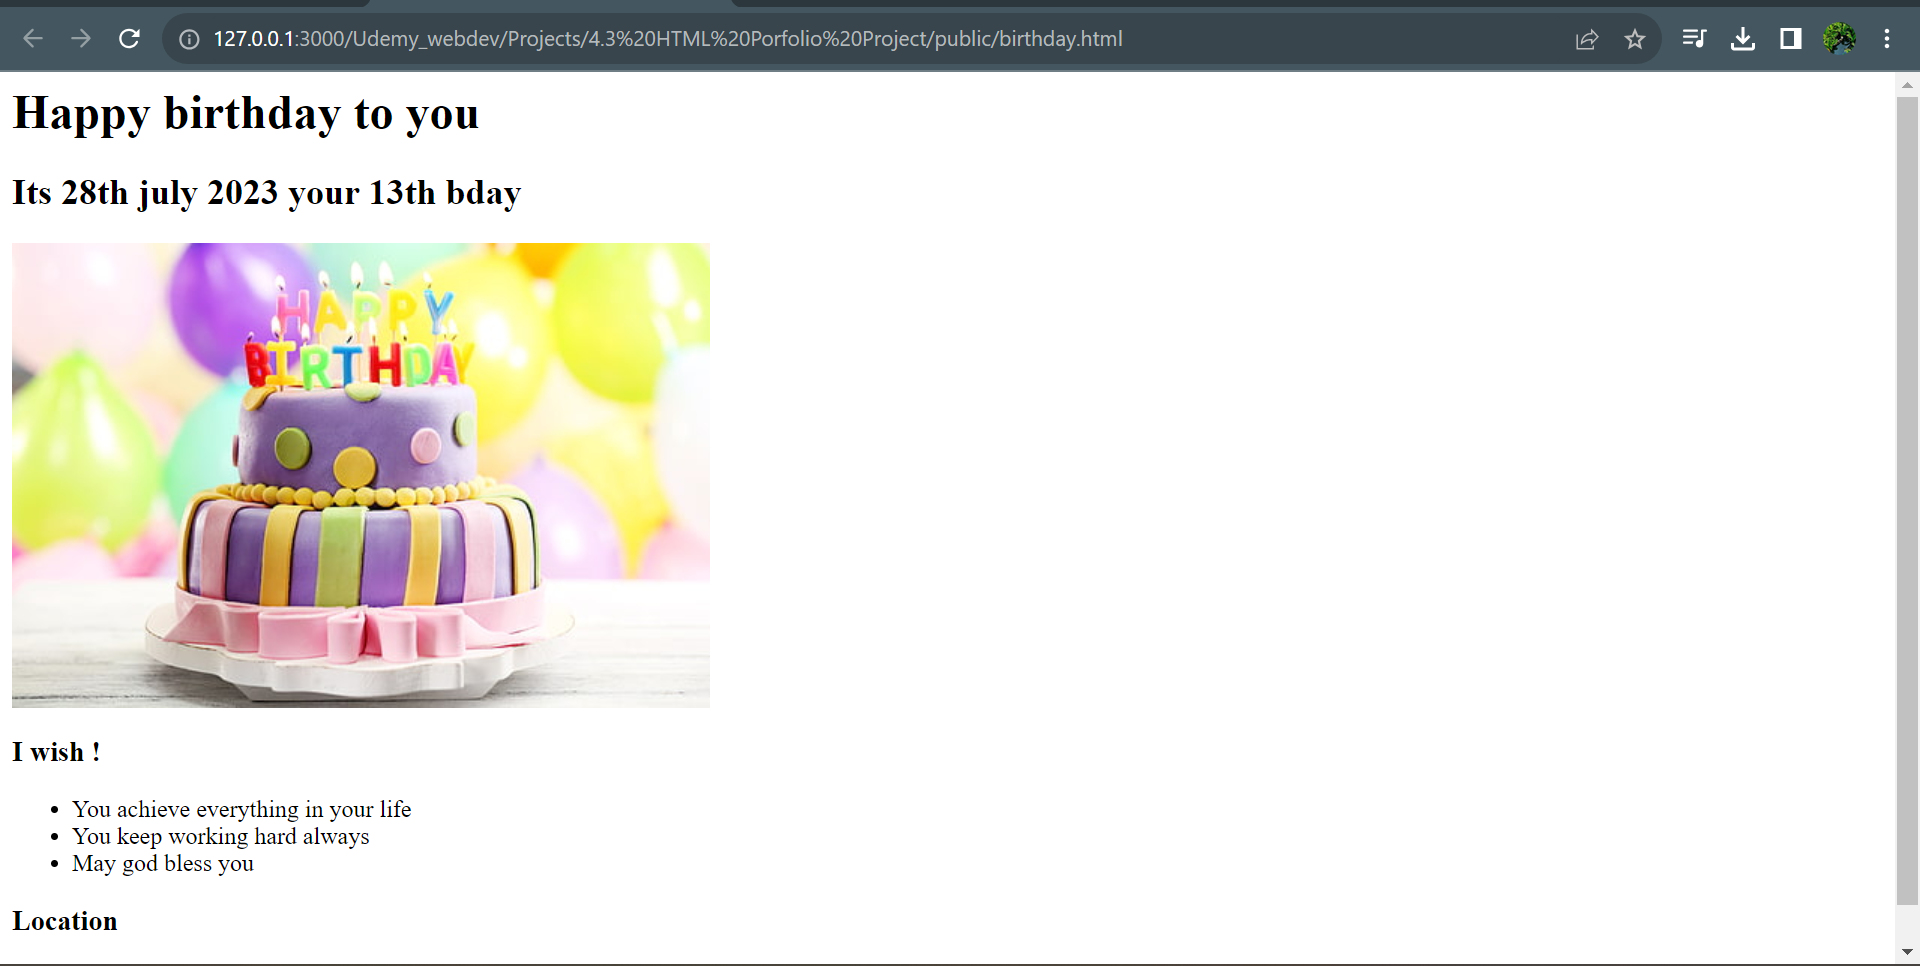 127.0.0.1:3000/Udemy_webdev/Projects/4.3%20HTML%20Porfolio%20Project/public/birthday.html
Happy birthday to you
Its 28th july 2023 your 13th bday
HAPPY
BIRTHDAY
I wish !
You achieve everything in your life
You keep working hard always
May god bless you
Location